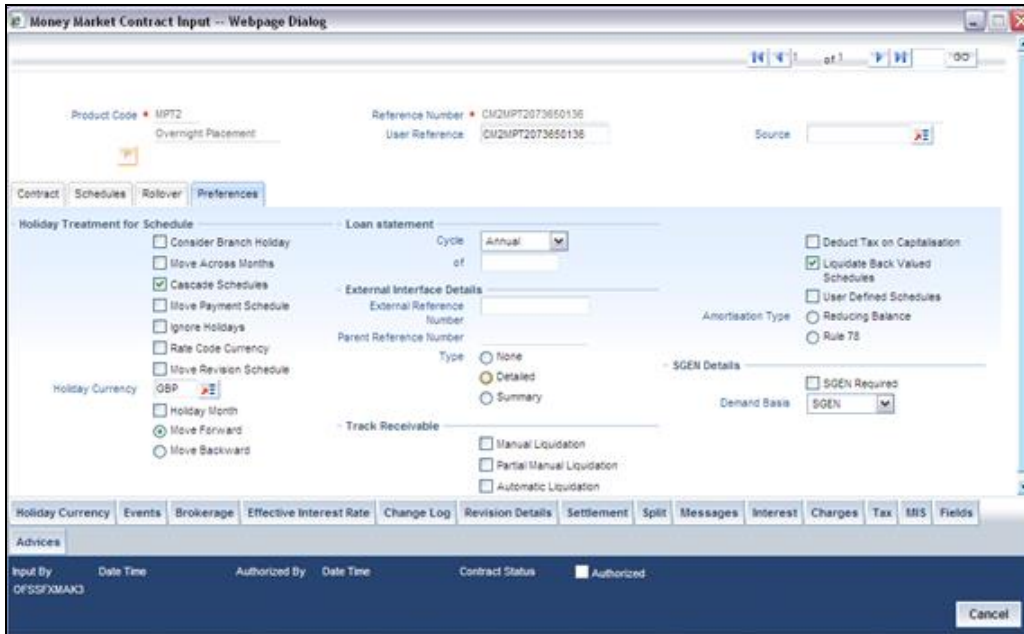 Money Market Contract Input -- Webpage Dialog
1 of 1 GO
Product Code * MPT2 Reference Number * CM2MPT2073650136
Overnight Placement User Reference CM2MPT2073650136 Source
P
Contract Schedules Rollover Preferences
Holiday Treatment for Schedule
Consider Branch Holiday
Move Across Months
Cascade Schedules
Move Payment Schedule
Ignore Holidays
Rate Code Currency
Move Revision Schedule
Holiday Currency GBP
Holiday Month
Move Forward
Move Backward
Loan statement
Cycle Annual
of
External Interface Details
External Reference
Number
Parent Reference Number
Type None
Detailed
Summary
Track Receivable
Manual Liquidation
Partial Manual Liquidation
Automatic Liquidation
Deduct Tax on Capitalisation
Liquidate Back Valued
Schedules
User Defined Schedules
Amortisation Type Reducing Balance
Rule 78
SGEN Details
SGEN Required
Demand Basis SGEN
Holiday Currency Events Brokerage Effective Interest Rate Change Log Revision Details Settlement Split Messages Interest Charges Tax MIS Fields
Advices
Input By Date Time Authorized By Date Time Contract Status Authorized
OFSSFXMAK3
Cancel